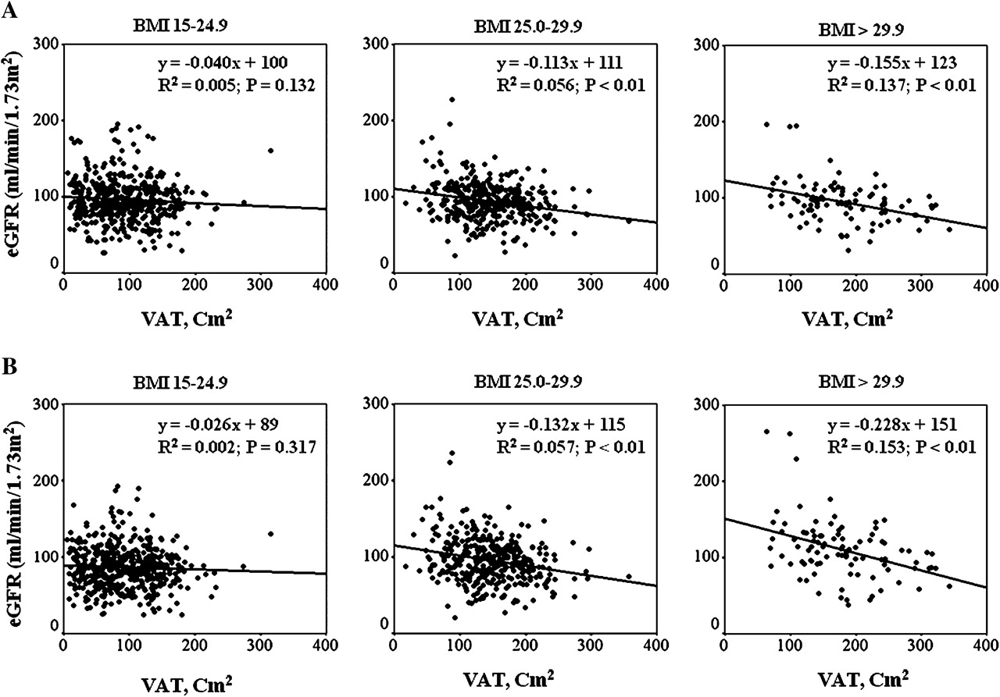 A
BMI 15-24.9
BMI 25.0-29.9
BMI > 29.9
eGFR (ml/min/1.73m²)
300
200
100
0
y = -0.040x + 100
R² = 0.005; P = 0.132
0 100 200 300 400
VAT, Cm²
300
200
100
0
y = -0.113x + 111
R² = 0.056; P < 0.01
0 100 200 300 400
VAT, Cm²
300
200
100
0
y = -0.155x + 123
R² = 0.137; P < 0.01
0 100 200 300 400
VAT, Cm²
B
BMI 15-24.9
BMI 25.0-29.9
BMI > 29.9
eGFR (ml/min/1.73m²)
300
200
100
0
y = -0.026x + 89
R² = 0.002; P = 0.317
0 100 200 300 400
VAT, Cm²
300
200
100
0
y = -0.132x + 115
R² = 0.057; P < 0.01
0 100 200 300 400
VAT, Cm²
300
200
100
0
y = -0.228x + 151
R² = 0.153; P < 0.01
0 100 200 300 400
VAT, Cm²